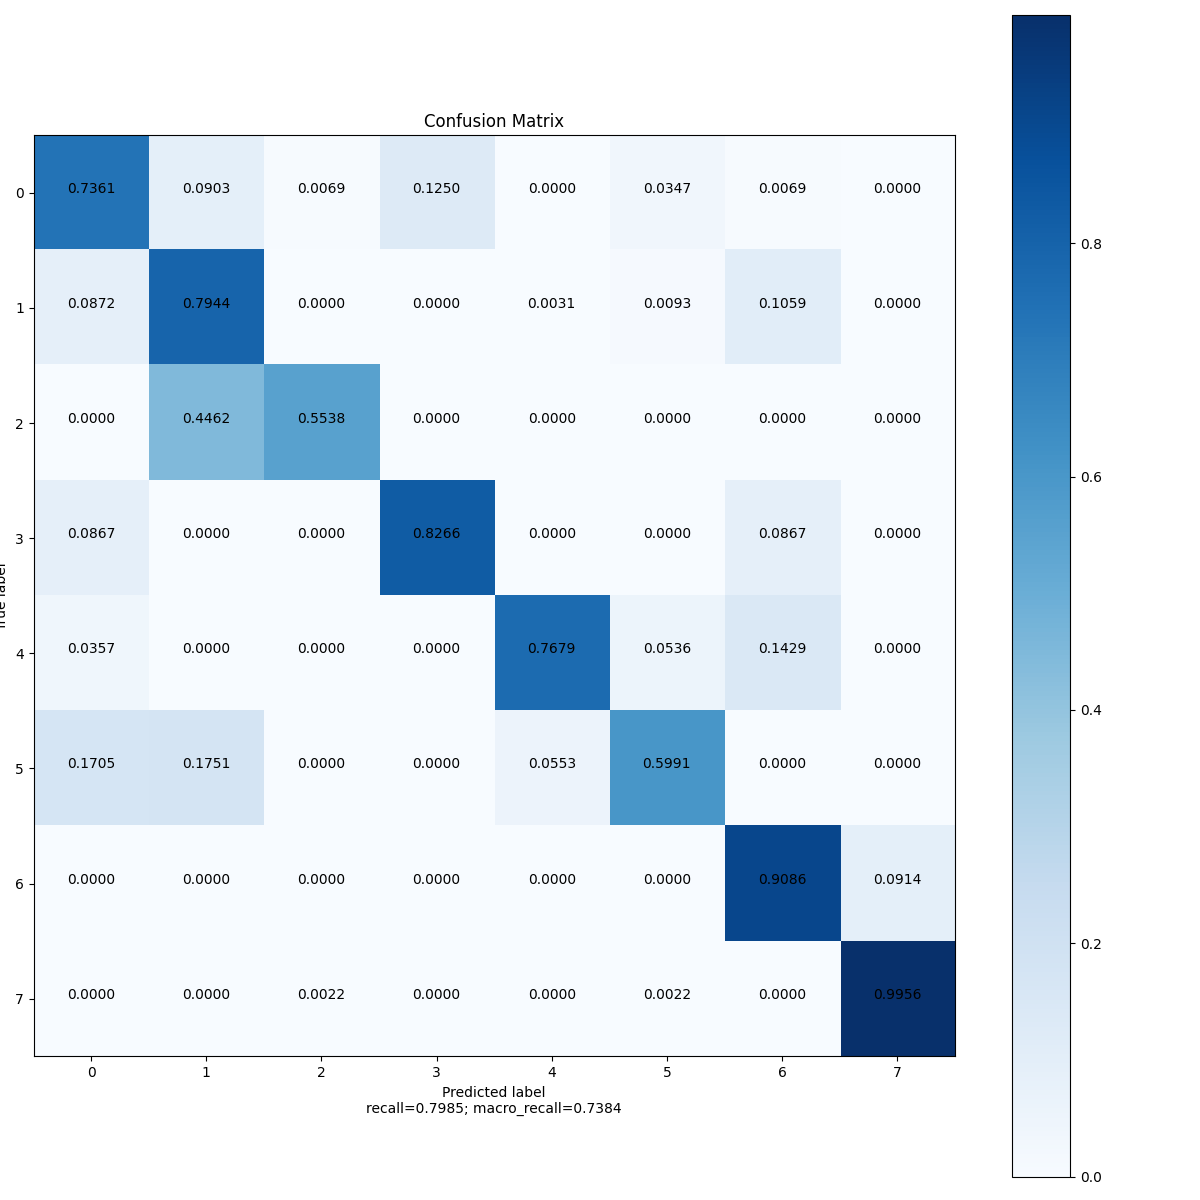 Confusion Matrix
0 0.7361 0.0903 0.0069 0.1250 0.0000 0.0347 0.0069 0.0000
1 0.0872 0.7944 0.0000 0.0000 0.0031 0.0093 0.1059 0.0000
2 0.0000 0.4462 0.5538 0.0000 0.0000 0.0000 0.0000 0.0000
3 0.0867 0.0000 0.0000 0.8266 0.0000 0.0000 0.0867 0.0000
4 0.0357 0.0000 0.0000 0.0000 0.7679 0.0536 0.1429 0.0000
5 0.1705 0.1751 0.0000 0.0000 0.0553 0.5991 0.0000 0.0000
6 0.0000 0.0000 0.0000 0.0000 0.0000 0.0000 0.9086 0.0914
7 0.0000 0.0000 0.0022 0.0000 0.0000 0.0022 0.0000 0.9956
0 1 2 3 4 5 6 7
Predicted label
recall=0.7985; macro_recall=0.7384
label
0.8
0.6
0.4
0.2
0.0